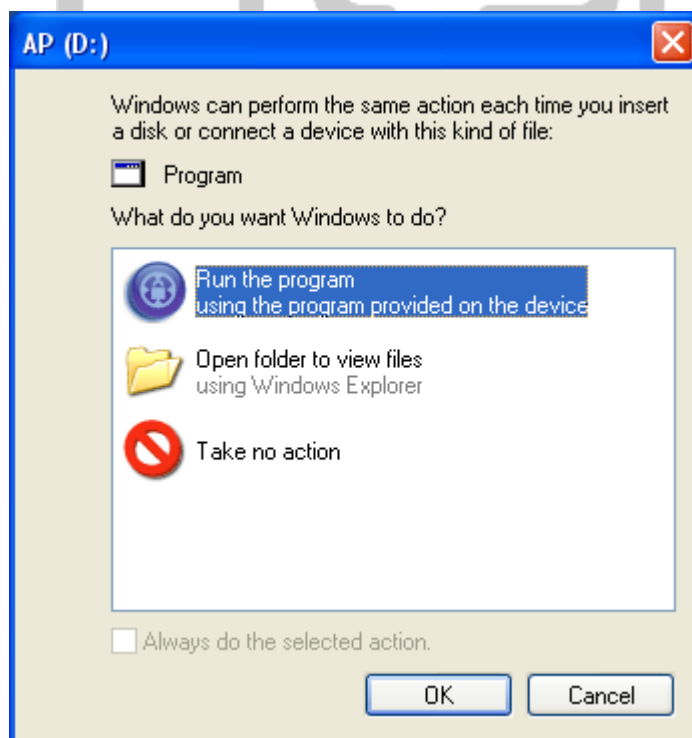 AP (D:)
Windows can perform the same action each time you insert
a disk or connect a device with this kind of file:
Program
What do you want Windows to do?
Run the program
using the program provided on the device
Open folder to view files
using Windows Explorer
Take no action
Always do the selected action.
OK Cancel